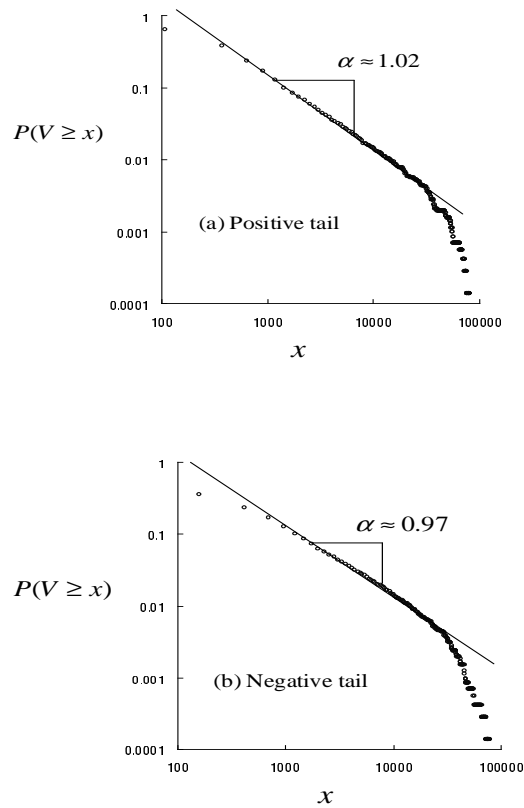 1
0.1
0.01
0.001
0.0001
P(V ≥ x)
α ≈ 1.02
(a) Positive tail
100 1000 10000 100000
x
1
0.1
0.01
0.001
0.0001
P(V ≥ x)
α ≈ 0.97
(b) Negative tail
100 1000 10000 100000
x